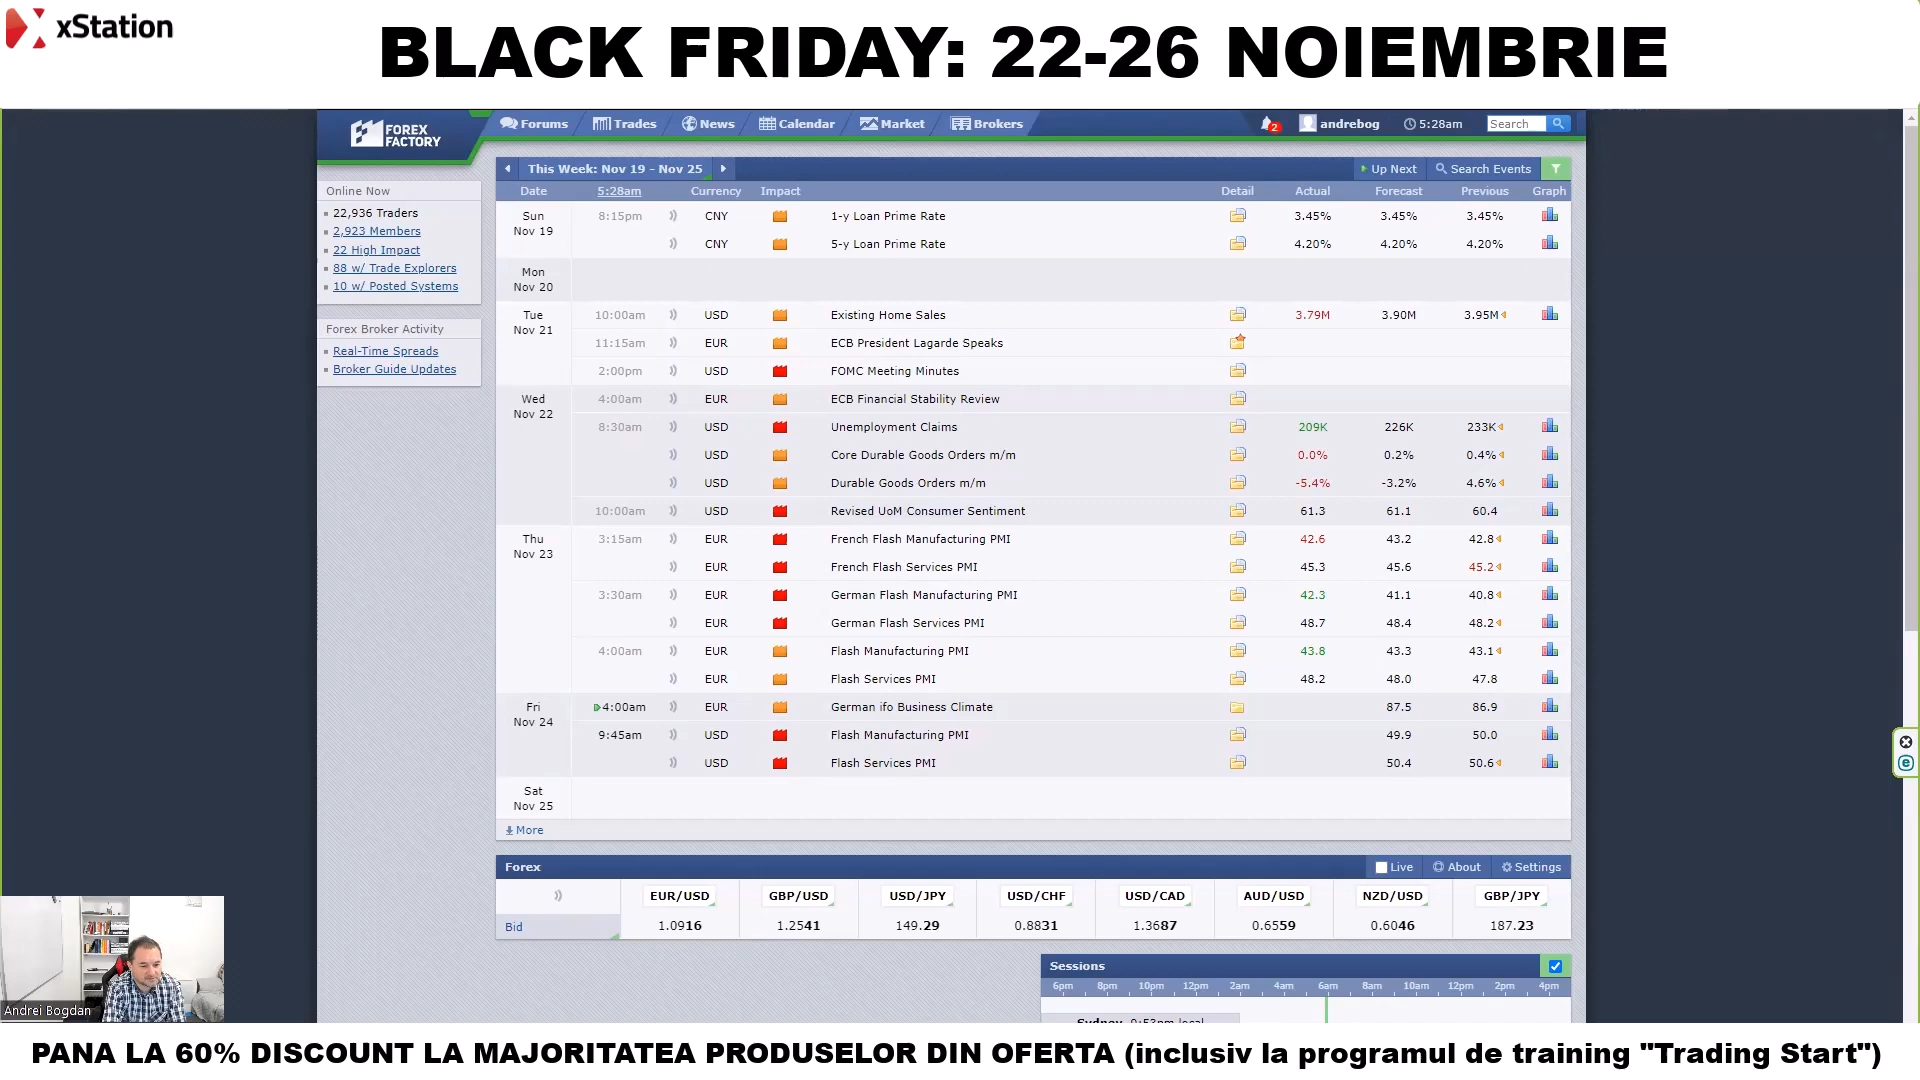 xStation
BLACK FRIDAY: 22-26 NOIEMBRIE
FOREX FACTORY
Forums Trades News Calendar Market Brokers 2 andrebog 5:28am Search
Online Now
22,936 Traders
2,923 Members
22 High Impact
88 w/ Trade Explorers
10 w/ Posted Systems
Forex Broker Activity
Real-Time Spreads
Broker Guide Updates
This Week: Nov 19 - Nov 25 Up Next Search Events
Date 5:28am Currency Impact Detail Actual Forecast Previous Graph
Sun Nov 19 8:15pm CNY 1-y Loan Prime Rate 3.45% 3.45% 3.45%
CNY 5-y Loan Prime Rate 4.20% 4.20% 4.20%
Mon Nov 20
Tue Nov 21 10:00am USD Existing Home Sales 3.79M 3.90M 3.95M
11:15am EUR ECB President Lagarde Speaks
2:00pm USD FOMC Meeting Minutes
Wed Nov 22 4:00am EUR ECB Financial Stability Review
8:30am USD Unemployment Claims 209K 226K 233K
USD Core Durable Goods Orders m/m 0.0% 0.2% 0.4%
USD Durable Goods Orders m/m -5.4% -3.2% 4.6%
10:00am USD Revised UoM Consumer Sentiment 61.3 61.1 60.4
Thu Nov 23 3:15am EUR French Flash Manufacturing PMI 42.6 43.2 42.8
EUR French Flash Services PMI 45.3 45.6 45.2
3:30am EUR German Flash Manufacturing PMI 42.3 41.1 40.8
EUR German Flash Services PMI 48.7 48.4 48.2
4:00am EUR Flash Manufacturing PMI 43.8 43.3 43.1
EUR Flash Services PMI 48.2 48.0 47.8
Fri Nov 24 4:00am EUR German ifo Business Climate 87.5 86.9
9:45am USD Flash Manufacturing PMI 49.9 50.0
USD Flash Services PMI 50.4 50.6
Sat Nov 25
More
Forex Live About Settings
EUR/USD GBP/USD USD/JPY USD/CHF USD/CAD AUD/USD NZD/USD GBP/JPY
Bid 1.0916 1.2541 149.29 0.8831 1.3687 0.6559 0.6046 187.23
Sessions
6pm 8pm 10pm 12pm 2am 4am 6am 8am 10am 12pm 2pm 4pm
Sydney 9:53pm local
Andrei Bogdan
PANA LA 60% DISCOUNT LA MAJORITATEA PRODUSELOR DIN OFERTA (inclusiv la programul de training "Trading Start")